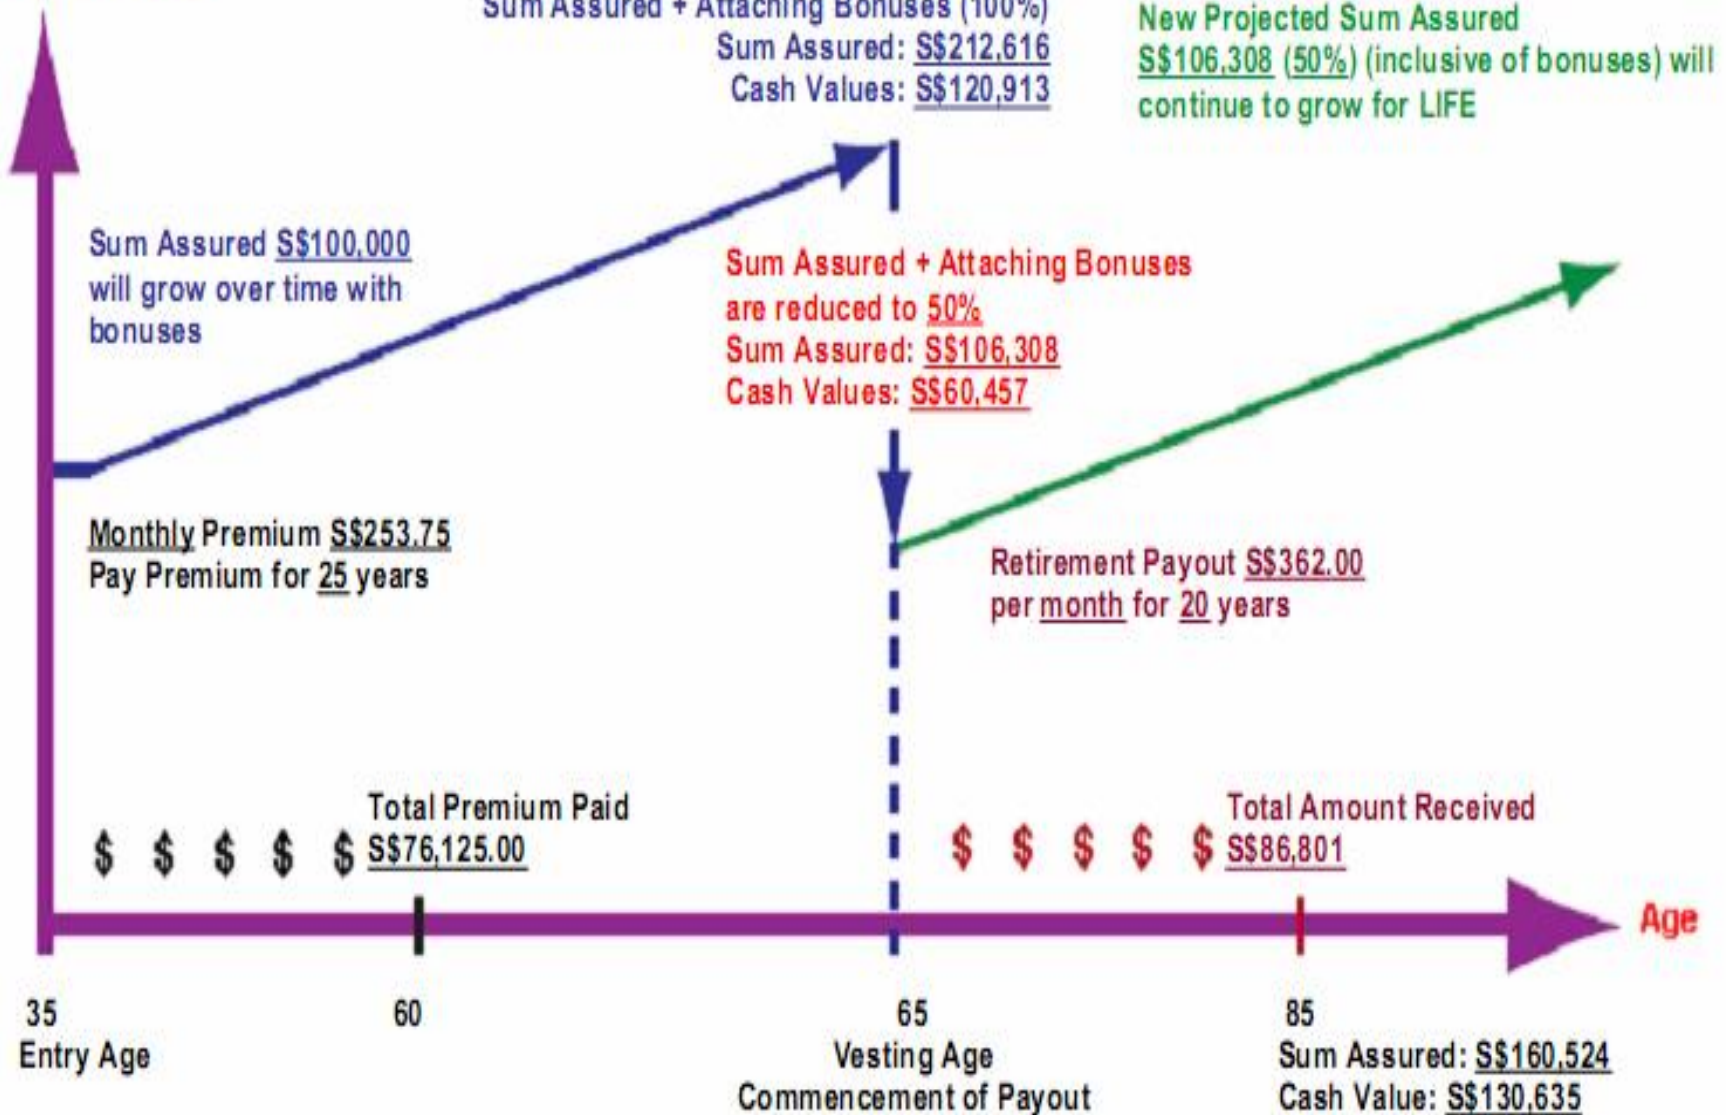 Sum Assured + Attaching Bonuses (100%)
Sum Assured: S$212,616
Cash Values: S$120,913
New Projected Sum Assured
S$106,308 (50%) (inclusive of bonuses) will
continue to grow for LIFE
Sum Assured S$100,000
will grow over time with
bonuses
Sum Assured + Attaching Bonuses
are reduced to 50%
Sum Assured: S$106,308
Cash Values: S$60,457
Monthly Premium S$253.75
Pay Premium for 25 years
Retirement Payout S$362.00
per month for 20 years
Total Premium Paid
$ $ $ $ $ S$76,125.00
Total Amount Received
$ $ $ $ $ S$86,801
Age
35
Entry Age
60
65
Vesting Age
Commencement of Payout
85
Sum Assured: S$160,524
Cash Value: S$130,635